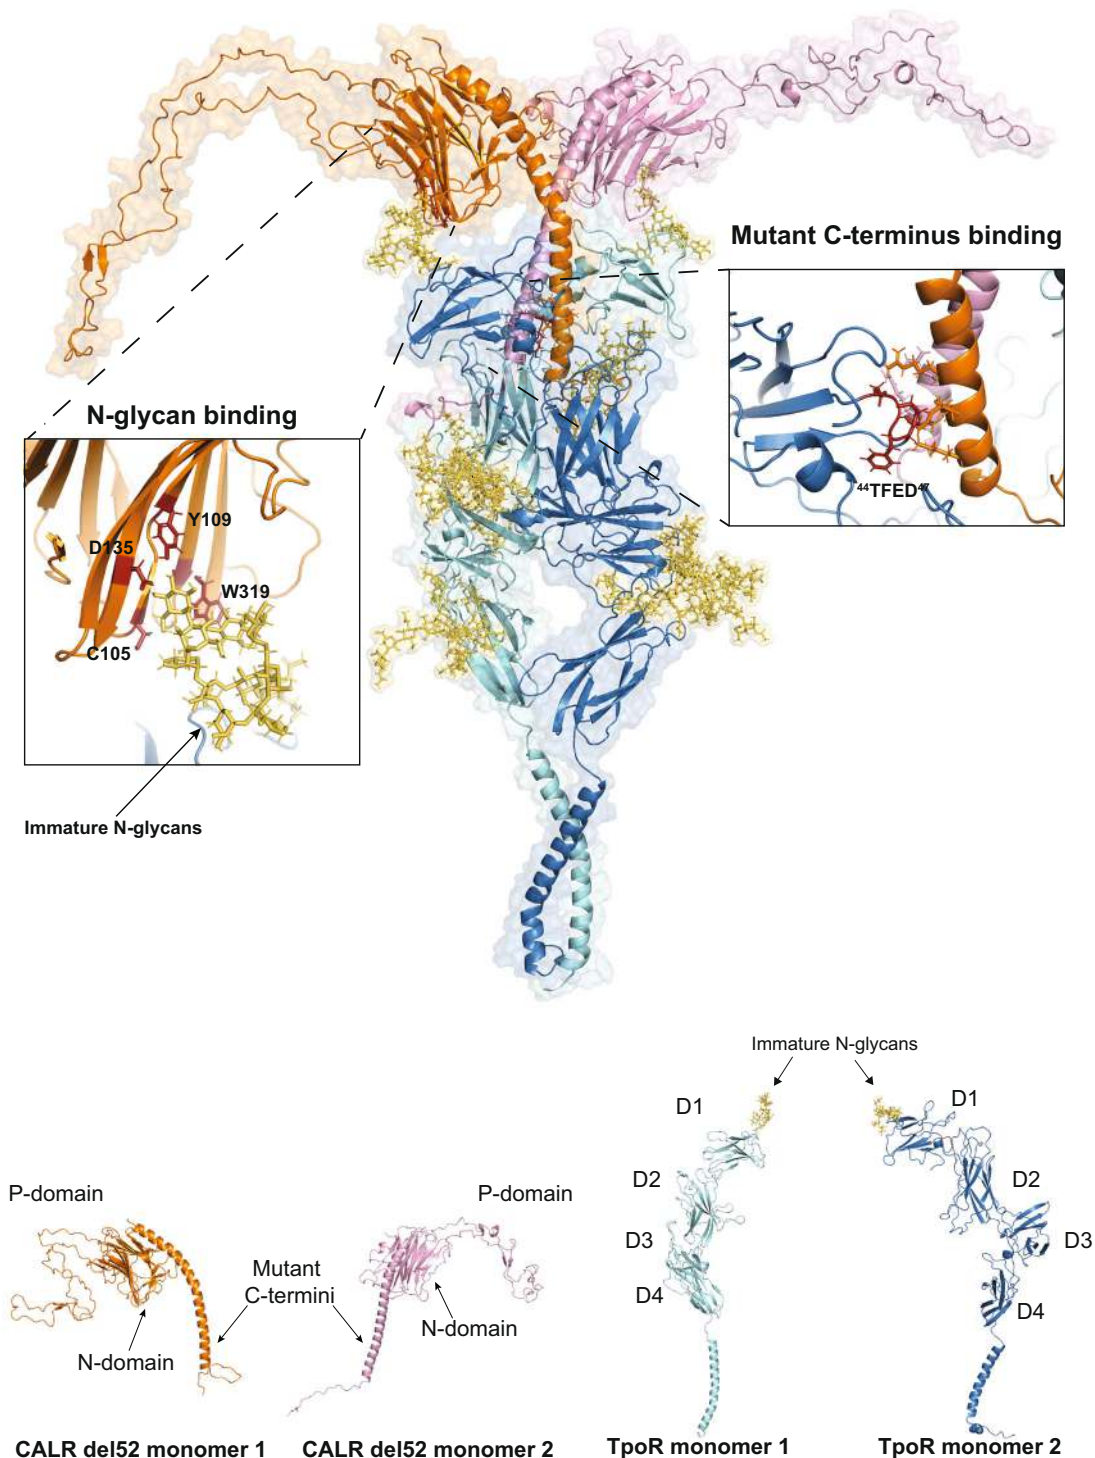 Mutant C-terminus binding
⁴⁴TFED⁴⁷
N-glycan binding
Y109
D135
W319
C105
Immature N-glycans
Immature N-glycans
D1
D1
D2
D2
D3
D3
D4
D4
P-domain
P-domain
Mutant
C-termini
N-domain
N-domain
CALR del52 monomer 1
CALR del52 monomer 2
TpoR monomer 1
TpoR monomer 2